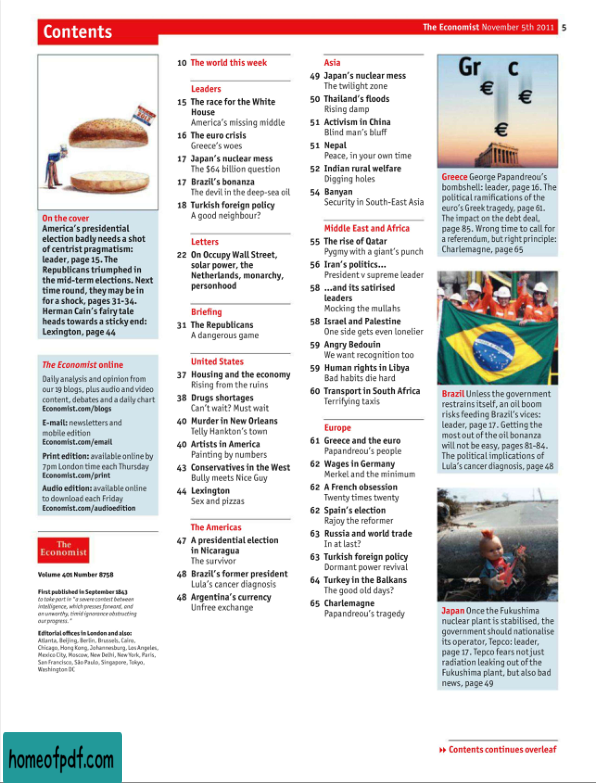 Contents
The Economist November 5th 2011 5
On the cover
America's presidential
election badly needs a shot
of centrist pragmatism:
leader, page 15. The
Republicans triumphed in
the mid-term elections. Next
time round, they may be in
for a shock, pages 31-34.
Herman Cain's fairy tale
heads towards a sticky end:
Lexington, page 44
The Economist online
Daily analysis and opinion from
our 19 blogs, plus audio and video
content, debates and a daily chart
Economist.com/blogs
E-mail: newsletters and
mobile edition
Economist.com/email
Print edition: available online by
7pm London time each Thursday
Economist.com/print
Audio edition: available online
to download each Friday
Economist.com/audioedition
The
Economist
Volume 401 Number 8758
First published in September 1843
to take part in "a severe contest between
intelligence, which presses forward, and
an unworthy, timid ignorance obstructing
our progress."
Editorial offices in London and also:
Atlanta, Beijing, Berlin, Brussels, Cairo,
Chicago, Hong Kong, Johannesburg, Los Angeles,
Mexico City, Moscow, New Delhi, New York, Paris,
San Francisco, São Paulo, Singapore, Tokyo,
Washington DC
10 The world this week
Leaders
15 The race for the White
House
America's missing middle
16 The euro crisis
Greece's woes
17 Japan's nuclear mess
The $64 billion question
17 Brazil's bonanza
The devil in the deep-sea oil
18 Turkish foreign policy
A good neighbour?
Letters
22 On Occupy Wall Street,
solar power, the
Netherlands, monarchy,
personhood
Briefing
31 The Republicans
A dangerous game
United States
37 Housing and the economy
Rising from the ruins
38 Drugs shortages
Can't wait? Must wait
40 Murder in New Orleans
Telly Hankton's town
40 Artists in America
Painting by numbers
43 Conservatives in the West
Bully meets Nice Guy
44 Lexington
Sex and pizzas
The Americas
47 A presidential election
in Nicaragua
The survivor
48 Brazil's former president
Lula's cancer diagnosis
48 Argentina's currency
Unfree exchange
Asia
49 Japan's nuclear mess
The twilight zone
50 Thailand's floods
Rising damp
51 Activism in China
Blind man's bluff
51 Nepal
Peace, in your own time
52 Indian rural welfare
Digging holes
54 Banyan
Security in South-East Asia
Middle East and Africa
55 The rise of Qatar
Pygmy with a giant's punch
56 Iran's politics...
President v supreme leader
58 ...and its satirised
leaders
Mocking the mullahs
58 Israel and Palestine
One side gets even lonelier
59 Angry Bedouin
We want recognition too
59 Human rights in Libya
Bad habits die hard
60 Transport in South Africa
Terrifying taxis
Europe
61 Greece and the euro
Papandreou's people
62 Wages in Germany
Merkel and the minimum
62 A French obsession
Twenty times twenty
62 Spain's election
Rajoy the reformer
63 Russia and world trade
In at last?
63 Turkish foreign policy
Dormant power revival
64 Turkey in the Balkans
The good old days?
65 Charlemagne
Papandreou's tragedy
Gr c
€
€
€
Greece George Papandreou's
bombshell: leader, page 16. The
political ramifications of the
euro's Greek tragedy, page 61.
The impact on the debt deal,
page 85. Wrong time to call for
a referendum, but right principle:
Charlemagne, page 65
Brazil Unless the government
restrains itself, an oil boom
risks feeding Brazil's vices:
leader, page 17. Getting the
most out of the oil bonanza
will not be easy, pages 81-84.
The political implications of
Lula's cancer diagnosis, page 48
Japan Once the Fukushima
nuclear plant is stabilised, the
government should nationalise
its operator, Tepco: leader,
page 17. Tepco fears not just
radiation leaking out of the
Fukushima plant, but also bad
news, page 49
Contents continues overleaf
homeofpdf.com